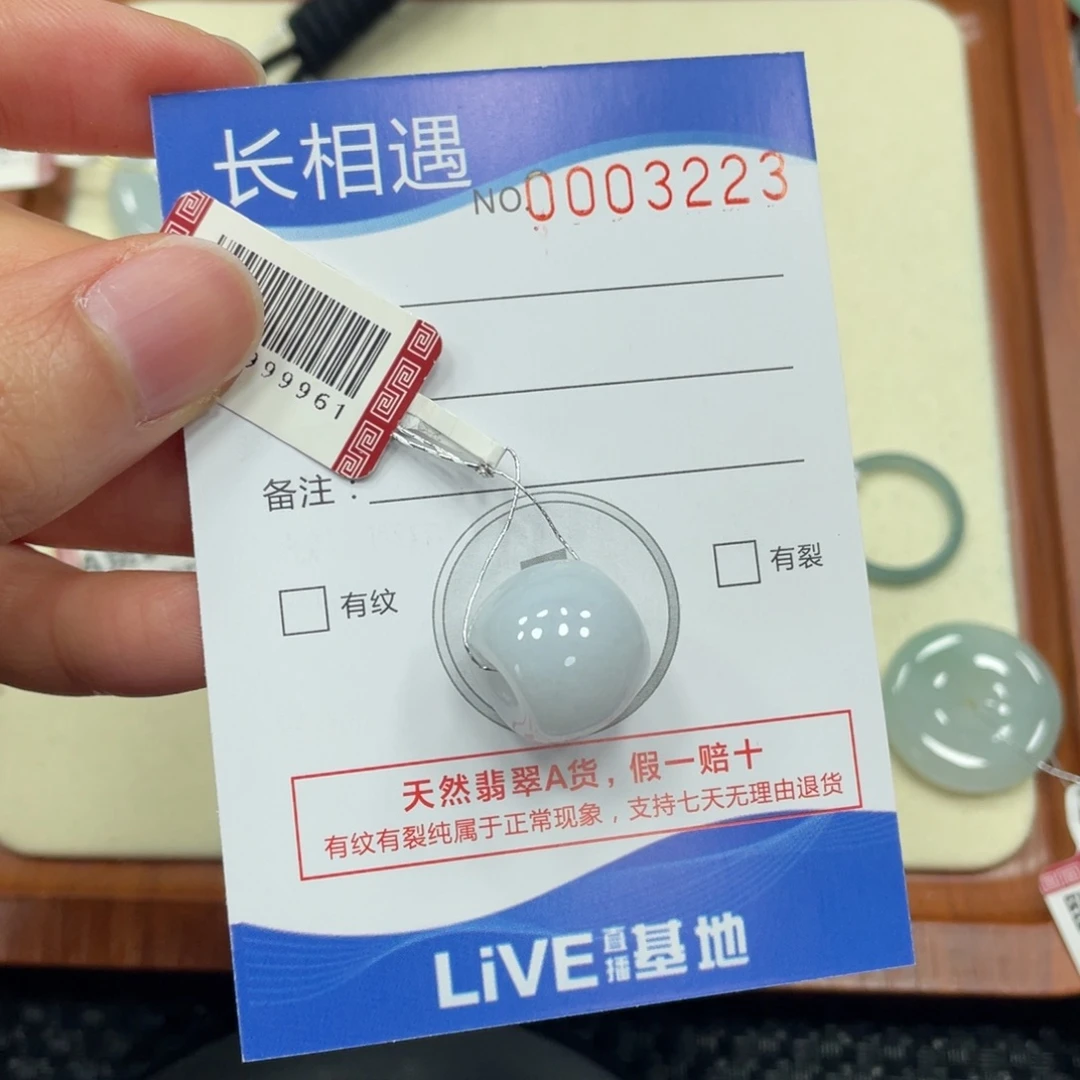 长相遇
NO.0003223
999961
备注：
有纹
有裂
天然翡翠A货，假一赔十
有纹有裂纯属于正常现象，支持七天无理由退货
LiVE直播基地